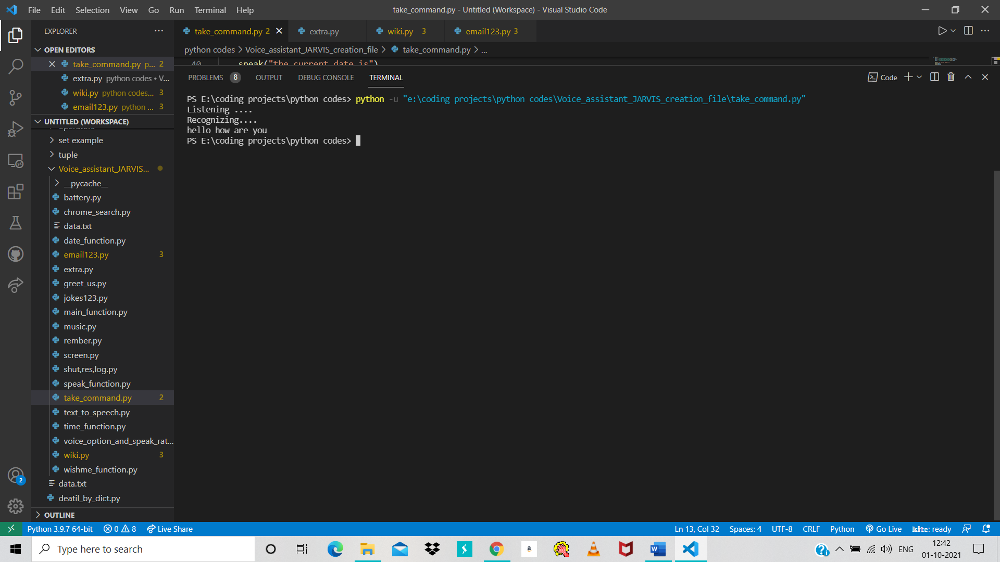 File Edit Selection View Go Run Terminal Help
take_command.py - Untitled (Workspace) - Visual Studio Code
EXPLORER
OPEN EDITORS
take_command.py p... 2
extra.py python codes • V...
wiki.py python codes... 3
email123.py python ... 3
UNTITLED (WORKSPACE)
operators
set example
tuple
Voice_assistant_JARVIS...
__pycache__
battery.py
chrome_search.py
data.txt
date_function.py
email123.py 3
extra.py
greet_us.py
jokes123.py
main_function.py
music.py
rember.py
screen.py
shut,res,log.py
speak_function.py
take_command.py 2
text_to_speech.py
time_function.py
voice_option_and_speak_rat...
wiki.py 3
wishme_function.py
data.txt
deatil_by_dict.py
OUTLINE
take_command.py 2 extra.py wiki.py 3 email123.py 3
python codes > Voice_assistant_JARVIS_creation_file > take_command.py > ...
40 speak("the current date is")
PROBLEMS 8 OUTPUT DEBUG CONSOLE TERMINAL Code
PS E:\coding projects\python codes> python -u "e:\coding projects\python codes\Voice_assistant_JARVIS_creation_file\take_command.py"
Listening ....
Recognizing....
hello how are you
PS E:\coding projects\python codes>
2
Python 3.9.7 64-bit 0 8 Live Share Ln 13, Col 32 Spaces: 4 UTF-8 CRLF Python Go Live kite: ready
Type here to search
a
W
ENG
12:42
01-10-2021